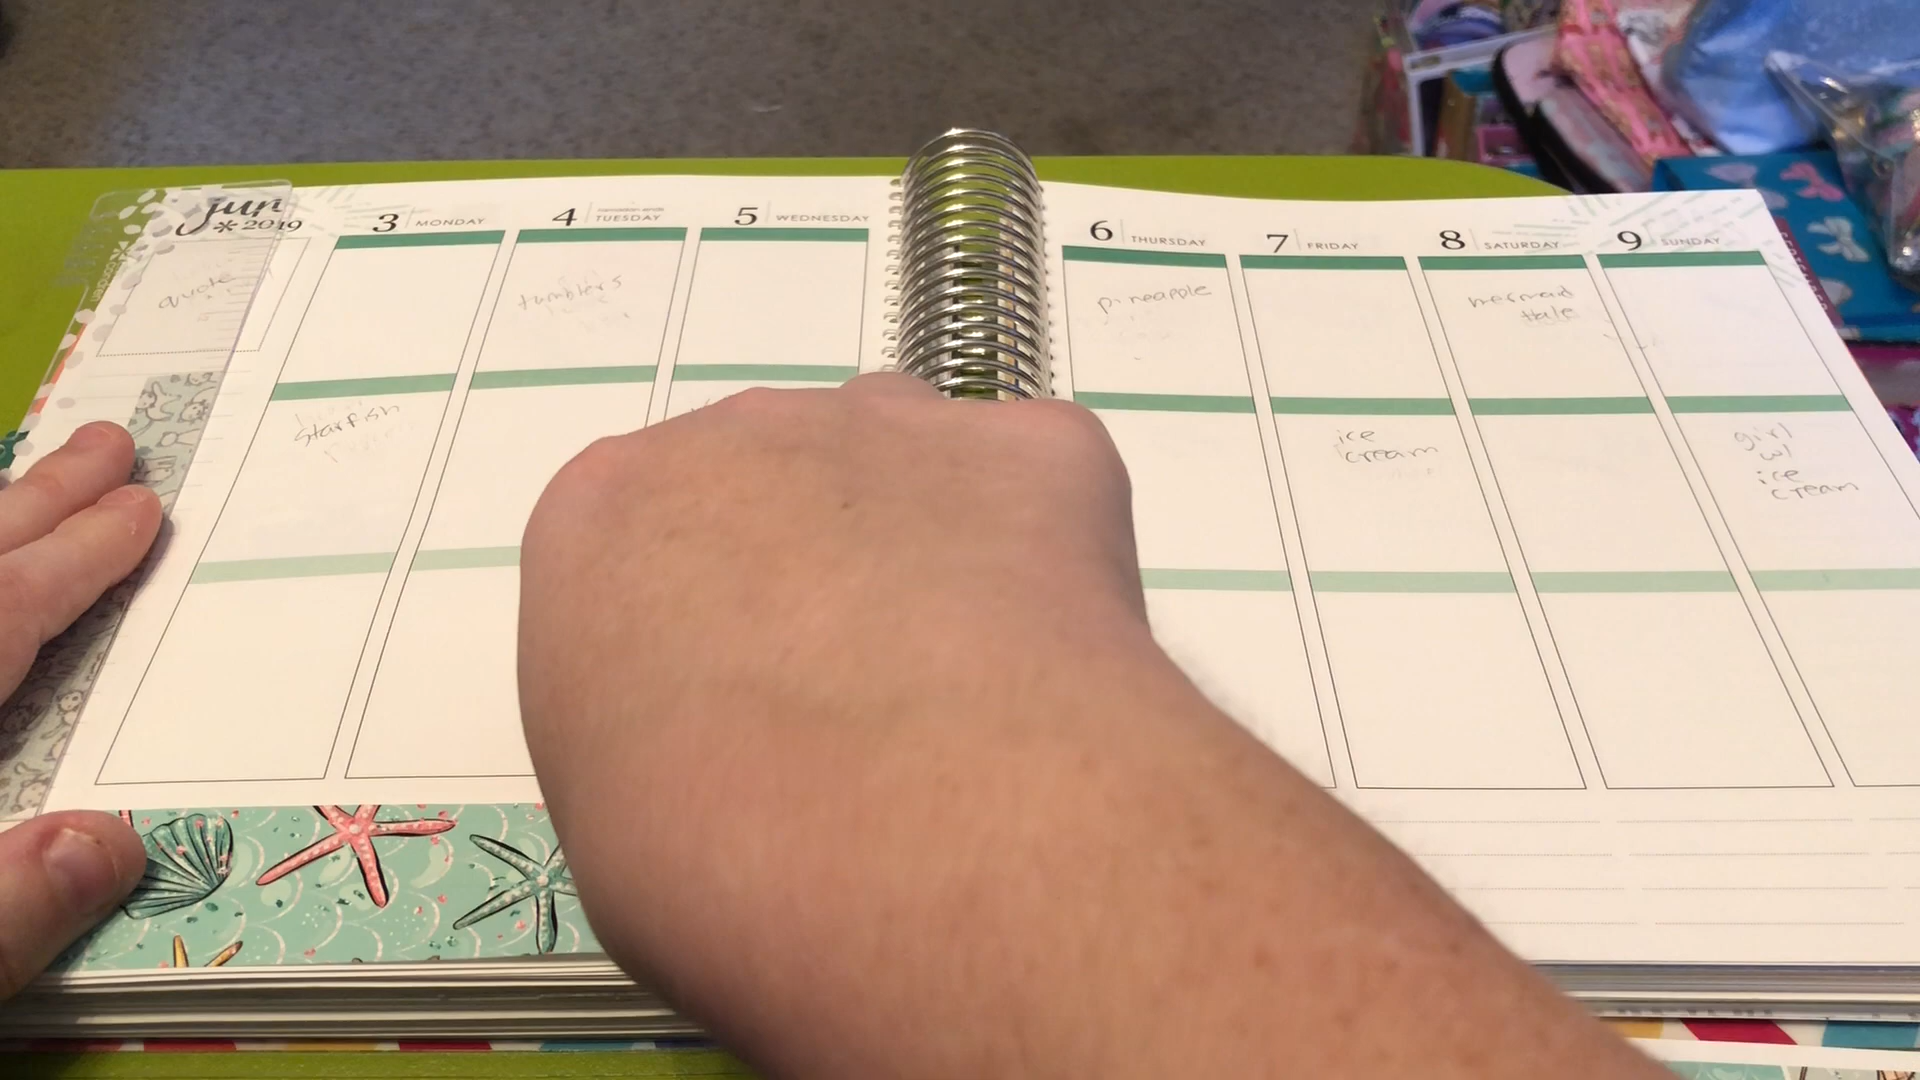 jun
*2019
3 MONDAY
4 TUESDAY
5 WEDNESDAY
6 THURSDAY
7 FRIDAY
8 SATURDAY
9 SUNDAY
quote
tumblers
pineapple
mermaid
tale
starfish
ice
cream
girl
w/
ice
cream